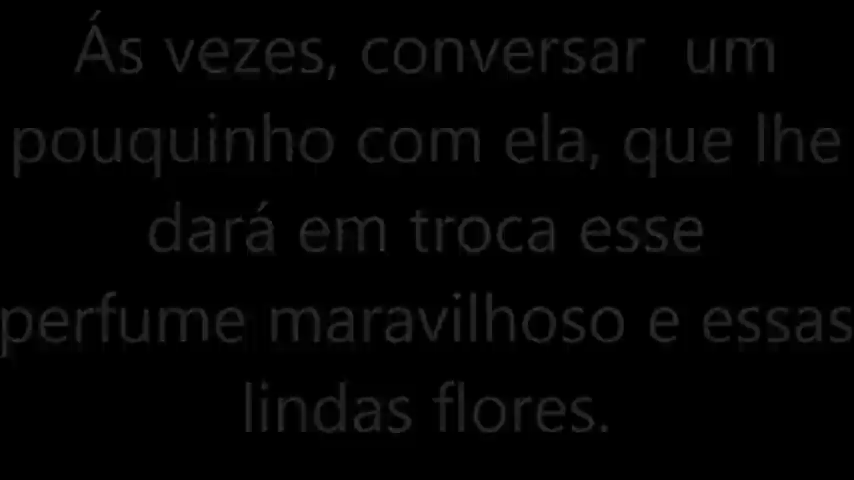 Ás vezes, conversar um
pouquinho com ela, que lhe
dará em troca esse
perfume maravilhoso e essas
lindas flores.